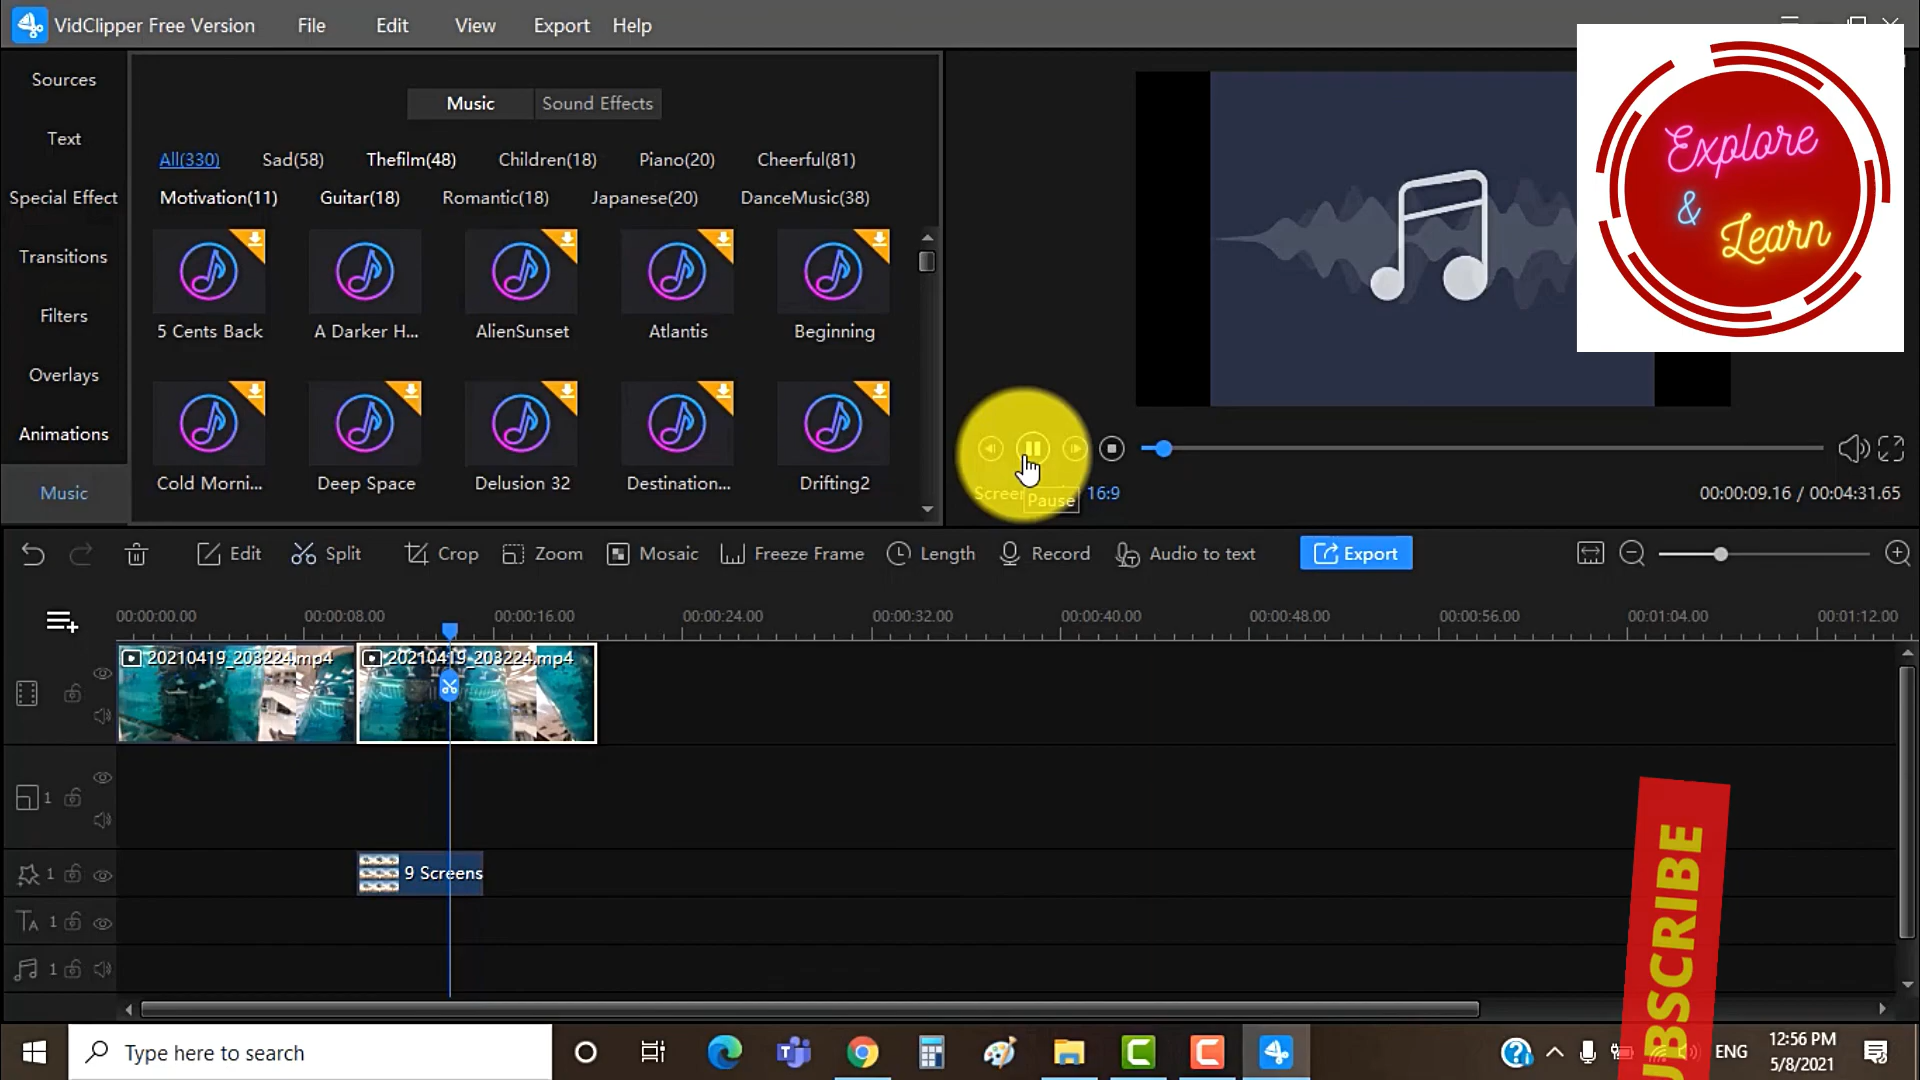 VidClipper Free Version File Edit View Export Help
Sources
Text
Special Effect
Transitions
Filters
Overlays
Animations
Music
Music Sound Effects
All(330) Sad(58) Thefilm(48) Children(18) Piano(20) Cheerful(81)
Motivation(11) Guitar(18) Romantic(18) Japanese(20) DanceMusic(38)
5 Cents Back A Darker H... AlienSunset Atlantis Beginning
Cold Morni... Deep Space Delusion 32 Destination... Drifting2
Explore
&
Learn
Screen 16:9
Pause
00:00:09.16 / 00:04:31.65
Edit Split Crop Zoom Mosaic Freeze Frame Length Record Audio to text Export
00:00:00.00 00:00:08.00 00:00:16.00 00:00:24.00 00:00:32.00 00:00:40.00 00:00:48.00 00:00:56.00 00:01:04.00 00:01:12.00
20210419_203224.mp4 20210419_203224.mp4
1
1 9 Screens
TA 1
1
UBSCRIBE
Type here to search
ENG
12:56 PM
5/8/2021